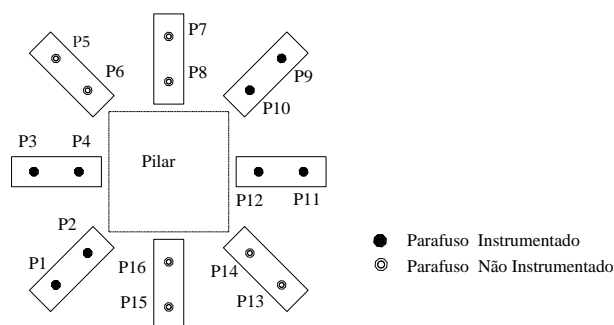 P7
P5
P8
P6
P9
P10
P3
P4
Pilar
P12
P11
P2
P1
P16
P14
P15
P13
Parafuso Instrumentado
Parafuso Não Instrumentado